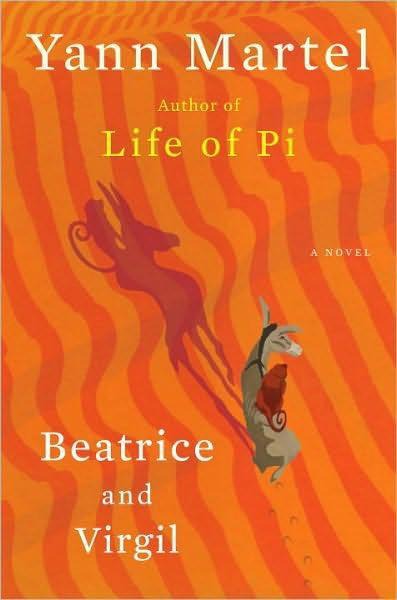 Yann Martel
Author of
Life of Pi
A NOVEL
Beatrice
and
Virgil